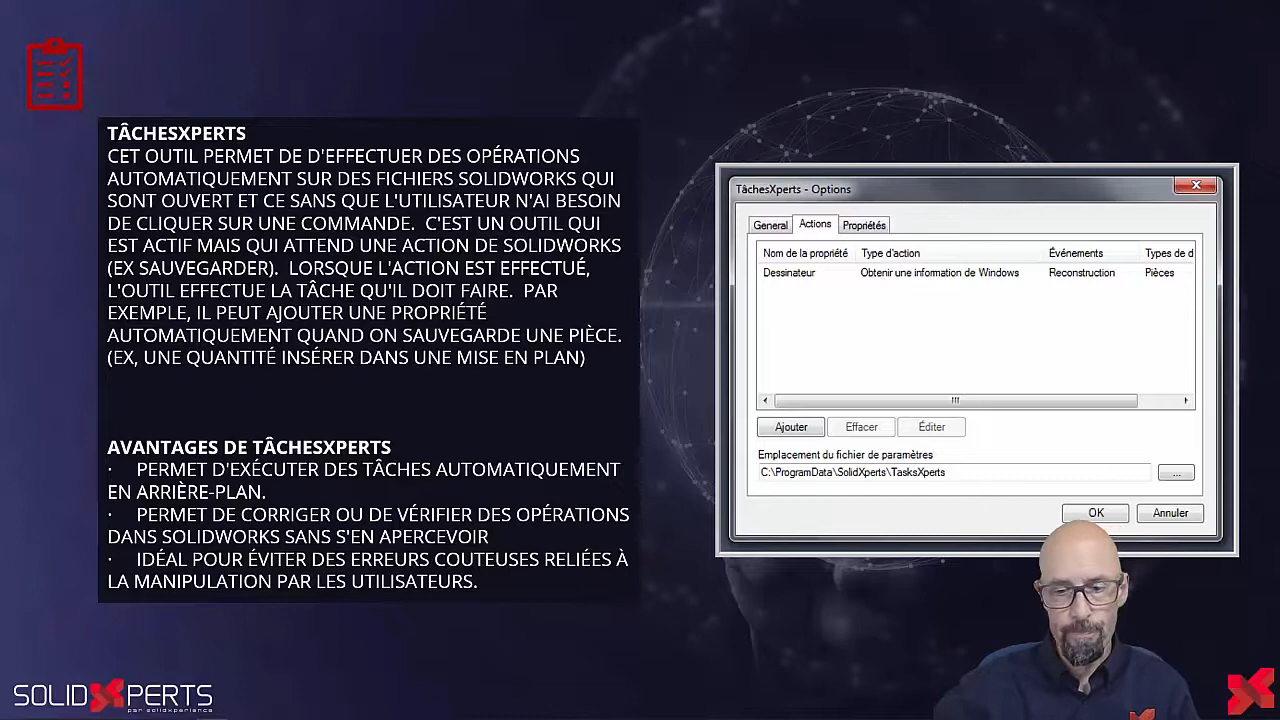 TÂCHESXPERTS
CET OUTIL PERMET DE D'EFFECTUER DES OPÉRATIONS
AUTOMATIQUEMENT SUR DES FICHIERS SOLIDWORKS QUI
SONT OUVERT ET CE SANS QUE L'UTILISATEUR N'AI BESOIN
DE CLIQUER SUR UNE COMMANDE. C'EST UN OUTIL QUI
EST ACTIF MAIS QUI ATTEND UNE ACTION DE SOLIDWORKS
(EX SAUVEGARDER). LORSQUE L'ACTION EST EFFECTUÉ,
L'OUTIL EFFECTUE LA TÂCHE QU'IL DOIT FAIRE. PAR
EXEMPLE, IL PEUT AJOUTER UNE PROPRIÉTÉ
AUTOMATIQUEMENT QUAND ON SAUVEGARDE UNE PIÈCE.
(EX, UNE QUANTITÉ INSÉRER DANS UNE MISE EN PLAN)
AVANTAGES DE TÂCHESXPERTS
· PERMET D'EXÉCUTER DES TÂCHES AUTOMATIQUEMENT
EN ARRIÈRE-PLAN.
· PERMET DE CORRIGER OU DE VÉRIFIER DES OPÉRATIONS
DANS SOLIDWORKS SANS S'EN APERCEVOIR
· IDÉAL POUR ÉVITER DES ERREURS COUTEUSES RELIÉES À
LA MANIPULATION PAR LES UTILISATEURS.
TâchesXperts - Options
General Actions Propriétés
Nom de la propriété Type d'action Événements Types de d
Dessinateur Obtenir une information de Windows Reconstruction Pièces
Ajouter Effacer Éditer
Emplacement du fichier de paramètres
C:\ProgramData\SolidXperts\TasksXperts ...
OK Annuler
SOLIDXPERTS
par solidxperience